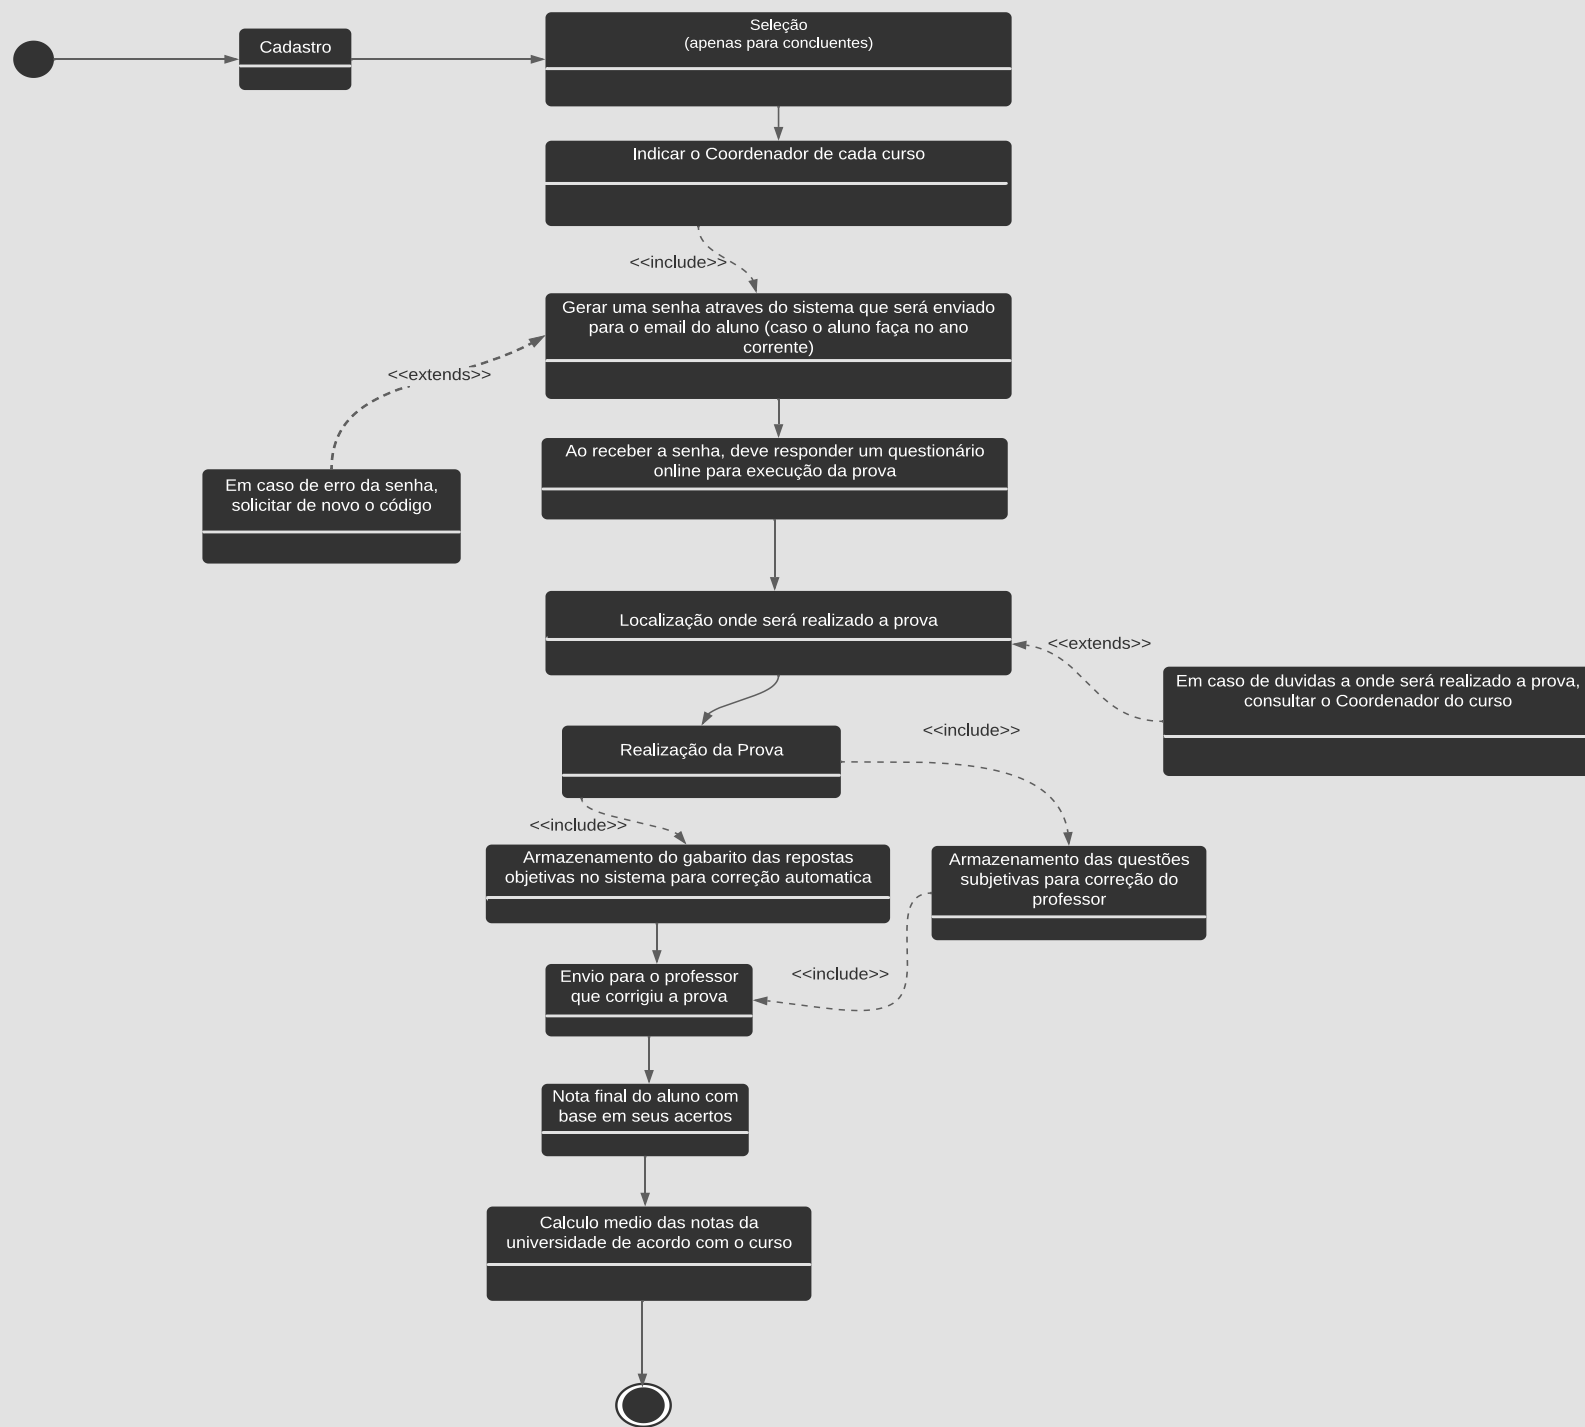 Cadastro
Seleção
(apenas para concluentes)
Indicar o Coordenador de cada curso
<<include>>
Gerar uma senha atraves do sistema que será enviado
para o email do aluno (caso o aluno faça no ano
corrente)
<<extends>>
Ao receber a senha, deve responder um questionário
online para execução da prova
Em caso de erro da senha,
solicitar de novo o código
Localização onde será realizado a prova
<<extends>>
Em caso de duvidas a onde será realizado a prova,
consultar o Coordenador do curso
<<include>>
Realização da Prova
<<include>>
Armazenamento do gabarito das repostas
objetivas no sistema para correção automatica
Armazenamento das questões
subjetivas para correção do
professor
<<include>>
Envio para o professor
que corrigiu a prova
Nota final do aluno com
base em seus acertos
Calculo medio das notas da
universidade de acordo com o curso